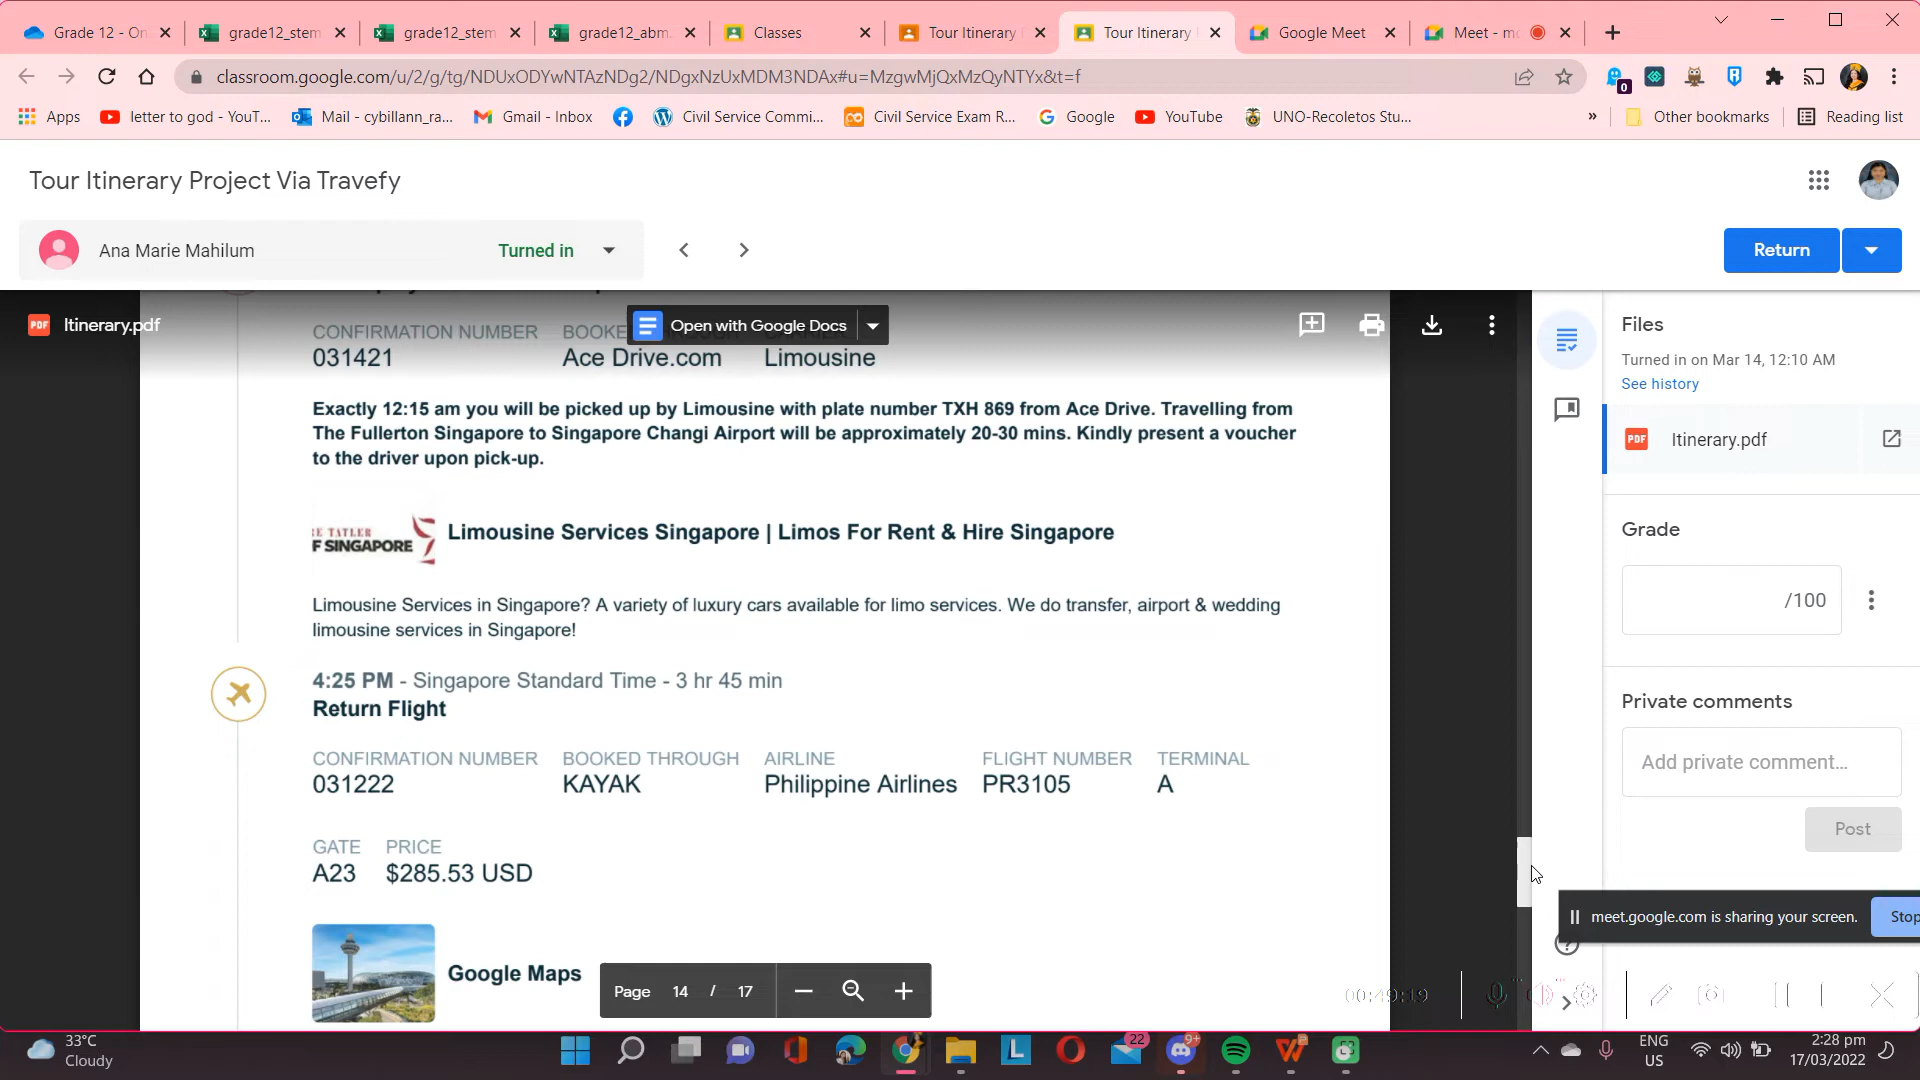 Grade 12 - On
grade12_stem
grade12_stem
grade12_abm
Classes
Tour Itinerary
Tour Itinerary
Google Meet
Meet - m
classroom.google.com/u/2/g/tg/NDUxODYwNTAzNDg2/NDgxNzUxMDM3NDAx#u=MzgwMjQxMzQyNTYx&t=f
0
Apps
letter to god - YouT...
Mail - cybillann_ra...
Gmail - Inbox
Civil Service Commi...
Civil Service Exam R...
Google
YouTube
UNO-Recoletos Stu...
»
Other bookmarks
Reading list
Tour Itinerary Project Via Travefy
Ana Marie Mahilum
Turned in
Return
PDF Itinerary.pdf
Open with Google Docs
CONFIRMATION NUMBER
031421
Ace Drive.com
Limousine
Exactly 12:15 am you will be picked up by Limousine with plate number TXH 869 from Ace Drive. Travelling from
The Fullerton Singapore to Singapore Changi Airport will be approximately 20-30 mins. Kindly present a voucher
to the driver upon pick-up.
E TATLER
F SINGAPORE
Limousine Services Singapore | Limos For Rent & Hire Singapore
Limousine Services in Singapore? A variety of luxury cars available for limo services. We do transfer, airport & wedding
limousine services in Singapore!
4:25 PM - Singapore Standard Time - 3 hr 45 min
Return Flight
CONFIRMATION NUMBER BOOKED THROUGH AIRLINE FLIGHT NUMBER TERMINAL
031222 KAYAK Philippine Airlines PR3105 A
GATE PRICE
A23 $285.53 USD
Google Maps
Page 14 / 17
Files
Turned in on Mar 14, 12:10 AM
See history
PDF Itinerary.pdf
Grade
/100
Private comments
Add private comment...
Post
meet.google.com is sharing your screen.
Stop
00:49:19
33°C
Cloudy
22
9+
ENG
US
2:28 pm
17/03/2022